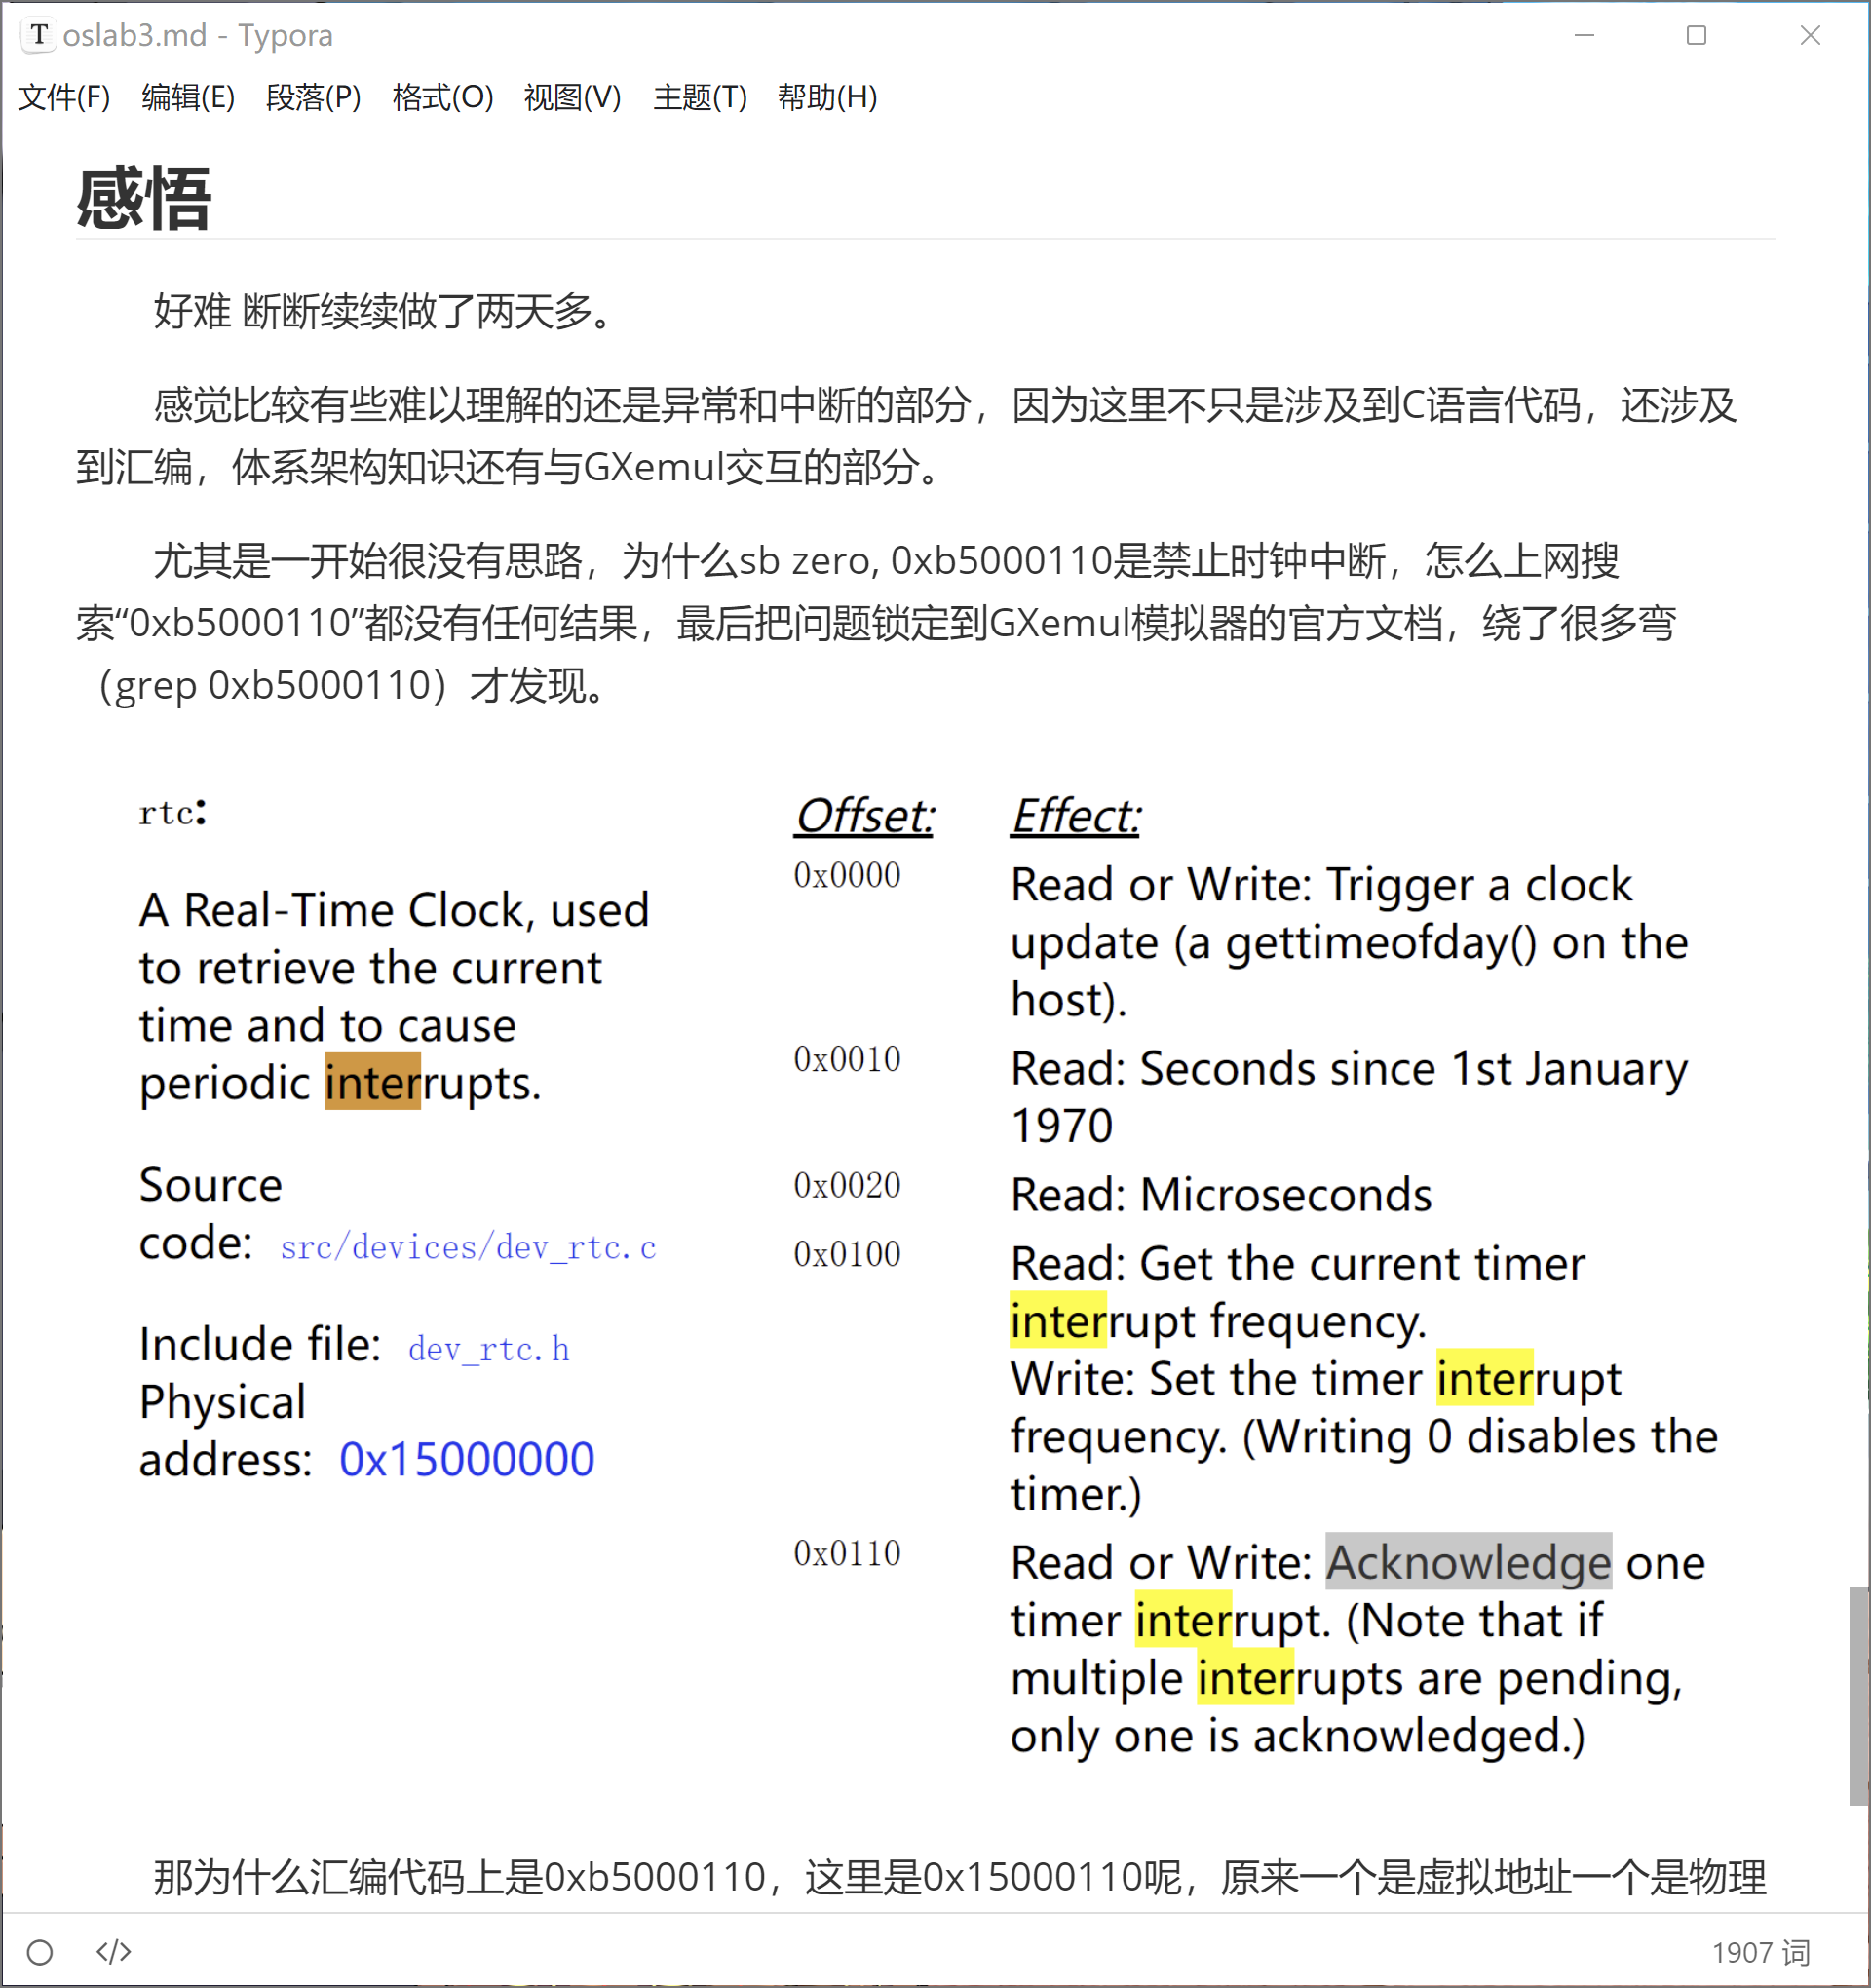 oslab3.md - Typora
文件(F) 编辑(E) 段落(P) 格式(O) 视图(V) 主题(T) 帮助(H)
感悟
好难 断断续续做了两天多。
感觉比较有些难以理解的还是异常和中断的部分，因为这里不只是涉及到C语言代码，还涉及
到汇编，体系架构知识还有与GXemul交互的部分。
尤其是一开始很没有思路，为什么sb zero, 0xb5000110是禁止时钟中断，怎么上网搜
索“0xb5000110”都没有任何结果，最后把问题锁定到GXemul模拟器的官方文档，绕了很多弯
（grep 0xb5000110）才发现。
rtc:
A Real-Time Clock, used
to retrieve the current
time and to cause
periodic interrupts.
Source
code: src/devices/dev_rtc.c
Include file: dev_rtc.h
Physical
address: 0x15000000
Offset: Effect:
0x0000 Read or Write: Trigger a clock
update (a gettimeofday() on the
host).
0x0010 Read: Seconds since 1st January
1970
0x0020 Read: Microseconds
0x0100 Read: Get the current timer
interrupt frequency.
Write: Set the timer interrupt
frequency. (Writing 0 disables the
timer.)
0x0110 Read or Write: Acknowledge one
timer interrupt. (Note that if
multiple interrupts are pending,
only one is acknowledged.)
那为什么汇编代码上是0xb5000110，这里是0x15000110呢，原来一个是虚拟地址一个是物理
</> 1907 词